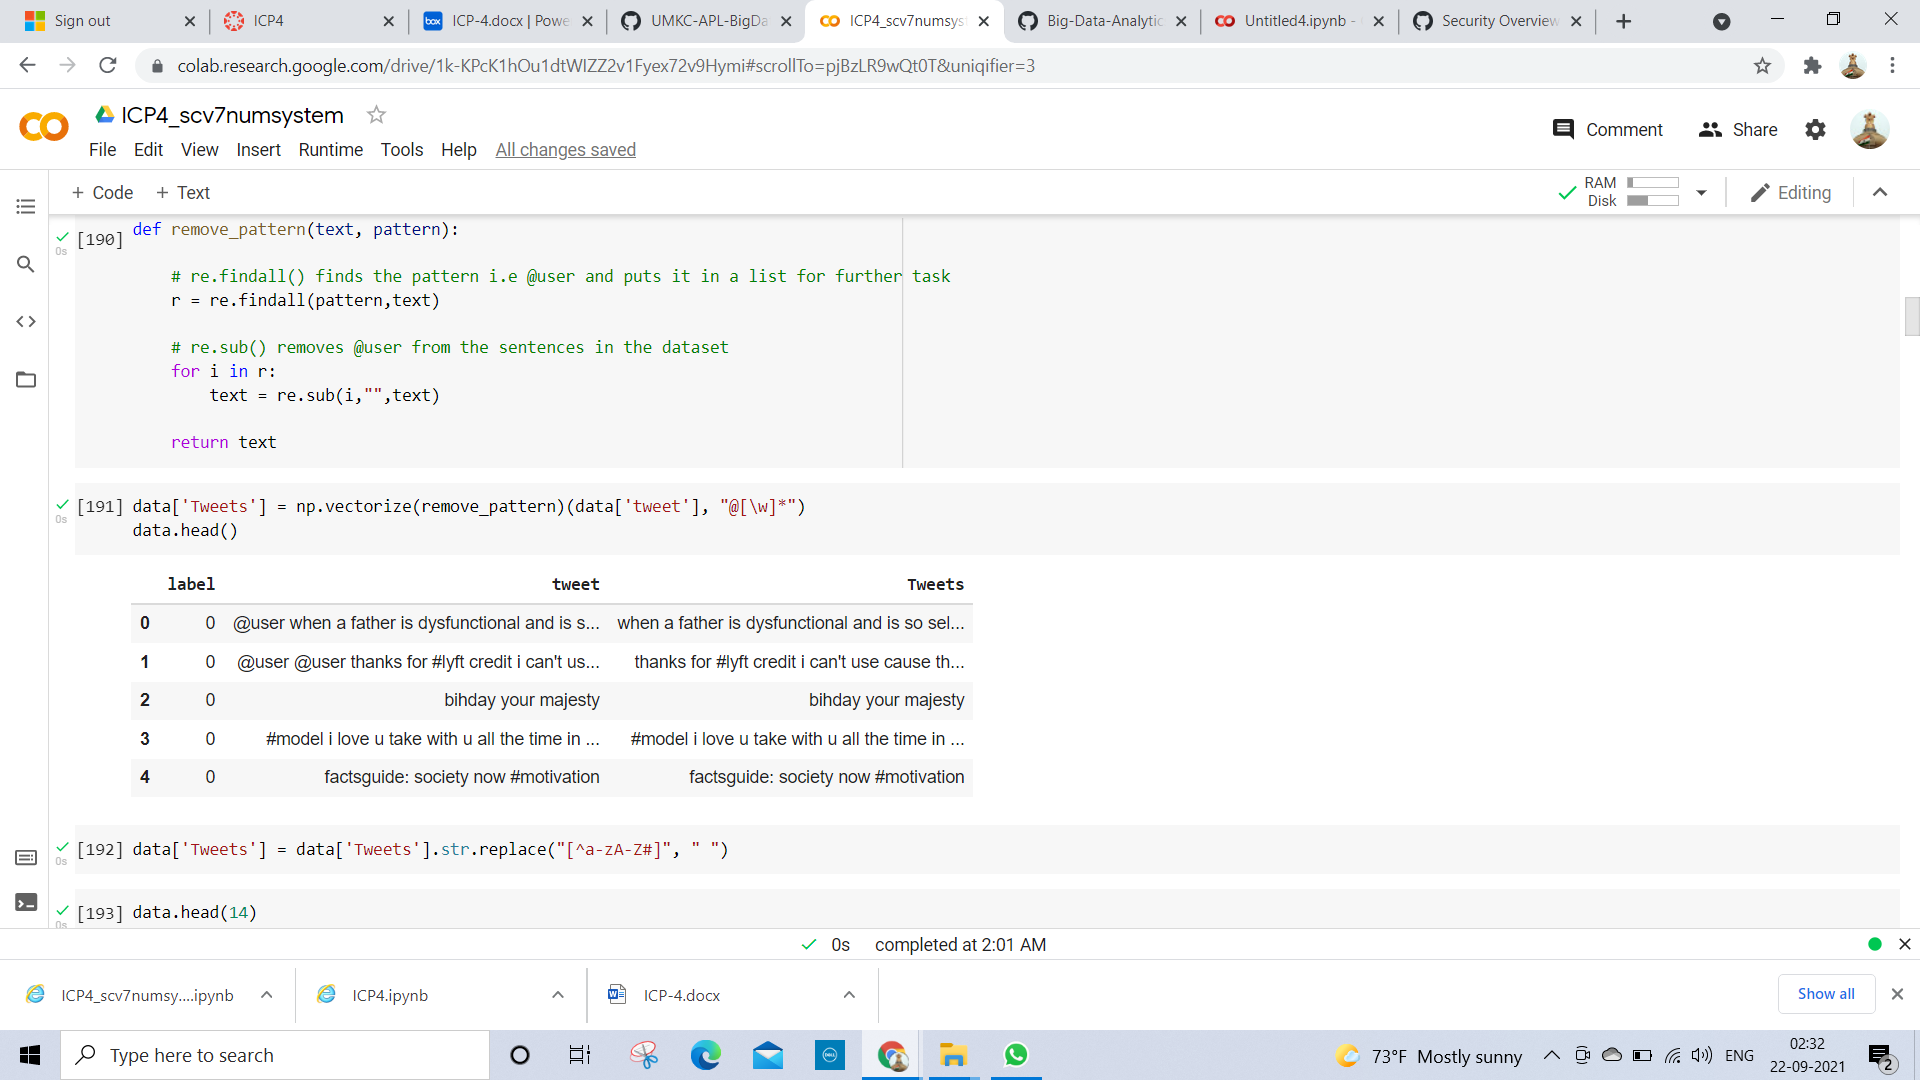 Sign out
ICP4
ICP-4.docx | Powe
UMKC-APL-BigDa
ICP4_scv7numsyst
Big-Data-Analytic
Untitled4.ipynb -
Security Overview
colab.research.google.com/drive/1k-KPcK1hOu1dtWIZZ2v1Fyex72v9Hymi#scrollTo=pjBzLR9wQt0T&uniqifier=3
ICP4_scv7numsystem
Comment
Share
File Edit View Insert Runtime Tools Help All changes saved
+ Code + Text
RAM
Disk
Editing
[190] def remove_pattern(text, pattern):
0s
# re.findall() finds the pattern i.e @user and puts it in a list for further task
r = re.findall(pattern,text)
# re.sub() removes @user from the sentences in the dataset
for i in r:
text = re.sub(i,"",text)
return text
[191] data['Tweets'] = np.vectorize(remove_pattern)(data['tweet'], "@[\w]*")
0s
data.head()
label tweet Tweets
0 0 @user when a father is dysfunctional and is s... when a father is dysfunctional and is so sel...
1 0 @user @user thanks for #lyft credit i can't us... thanks for #lyft credit i can't use cause th...
2 0 bihday your majesty bihday your majesty
3 0 #model i love u take with u all the time in ... #model i love u take with u all the time in ...
4 0 factsguide: society now #motivation factsguide: society now #motivation
[192] data['Tweets'] = data['Tweets'].str.replace("[^a-zA-Z#]", " ")
0s
[193] data.head(14)
0s
0s completed at 2:01 AM
ICP4_scv7numsy....ipynb
ICP4.ipynb
ICP-4.docx
Show all
Type here to search
73°F Mostly sunny
ENG
02:32
22-09-2021
2